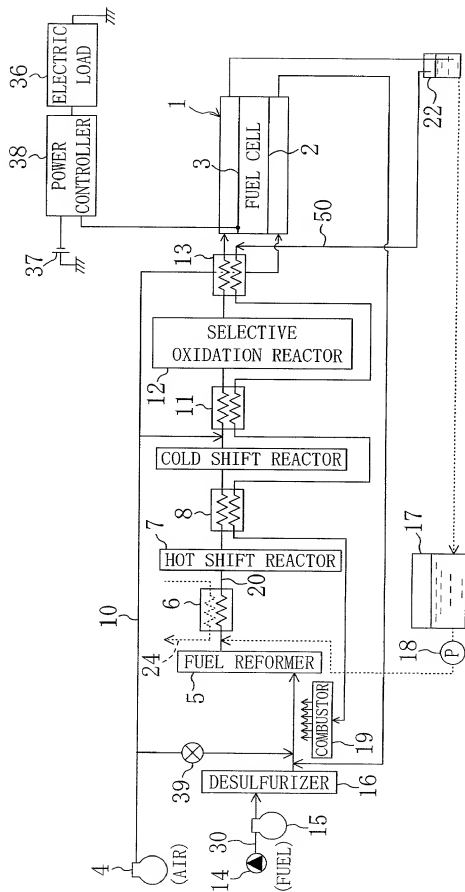 36
ELECTRIC
LOAD
38
POWER
CONTROLLER
37
1
3
FUEL CELL
2
22
50
13
SELECTIVE
OXIDATION REACTOR
12
11
COLD SHIFT REACTOR
8
7
HOT SHIFT REACTOR
20
6
10
24
FUEL REFORMER
5
17
18
P
COMBUSTOR
19
39
DESULFURIZER
16
4
(AIR)
30
15
14
(FUEL)